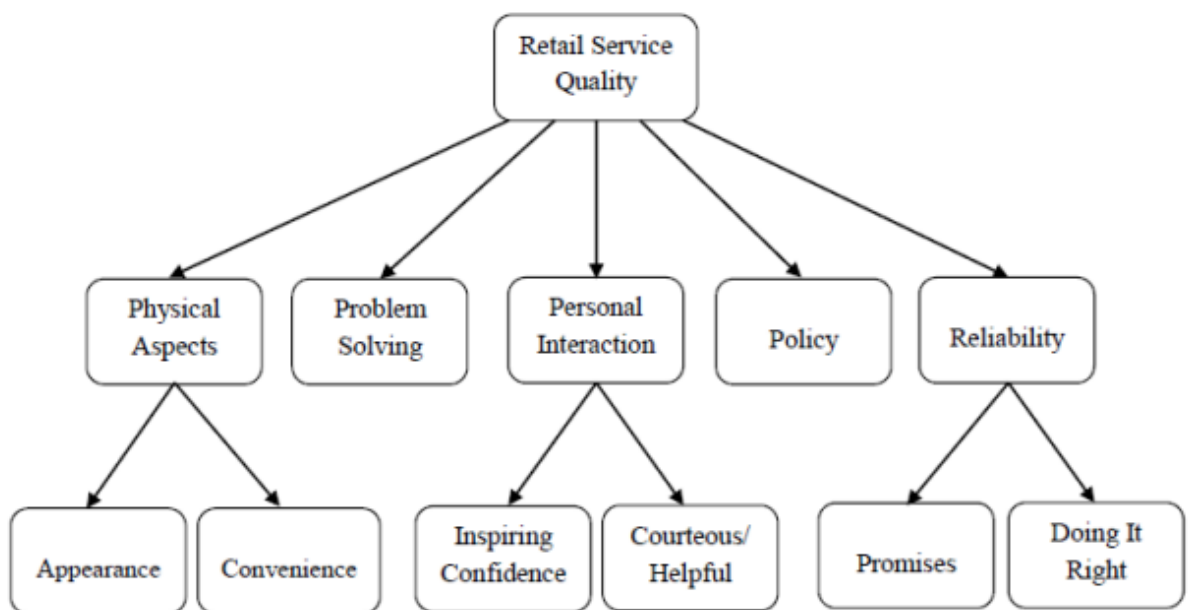 Retail Service
Quality
Physical
Aspects
Problem
Solving
Personal
Interaction
Policy
Reliability
Appearance
Convenience
Inspiring
Confidence
Courteous/
Helpful
Promises
Doing It
Right